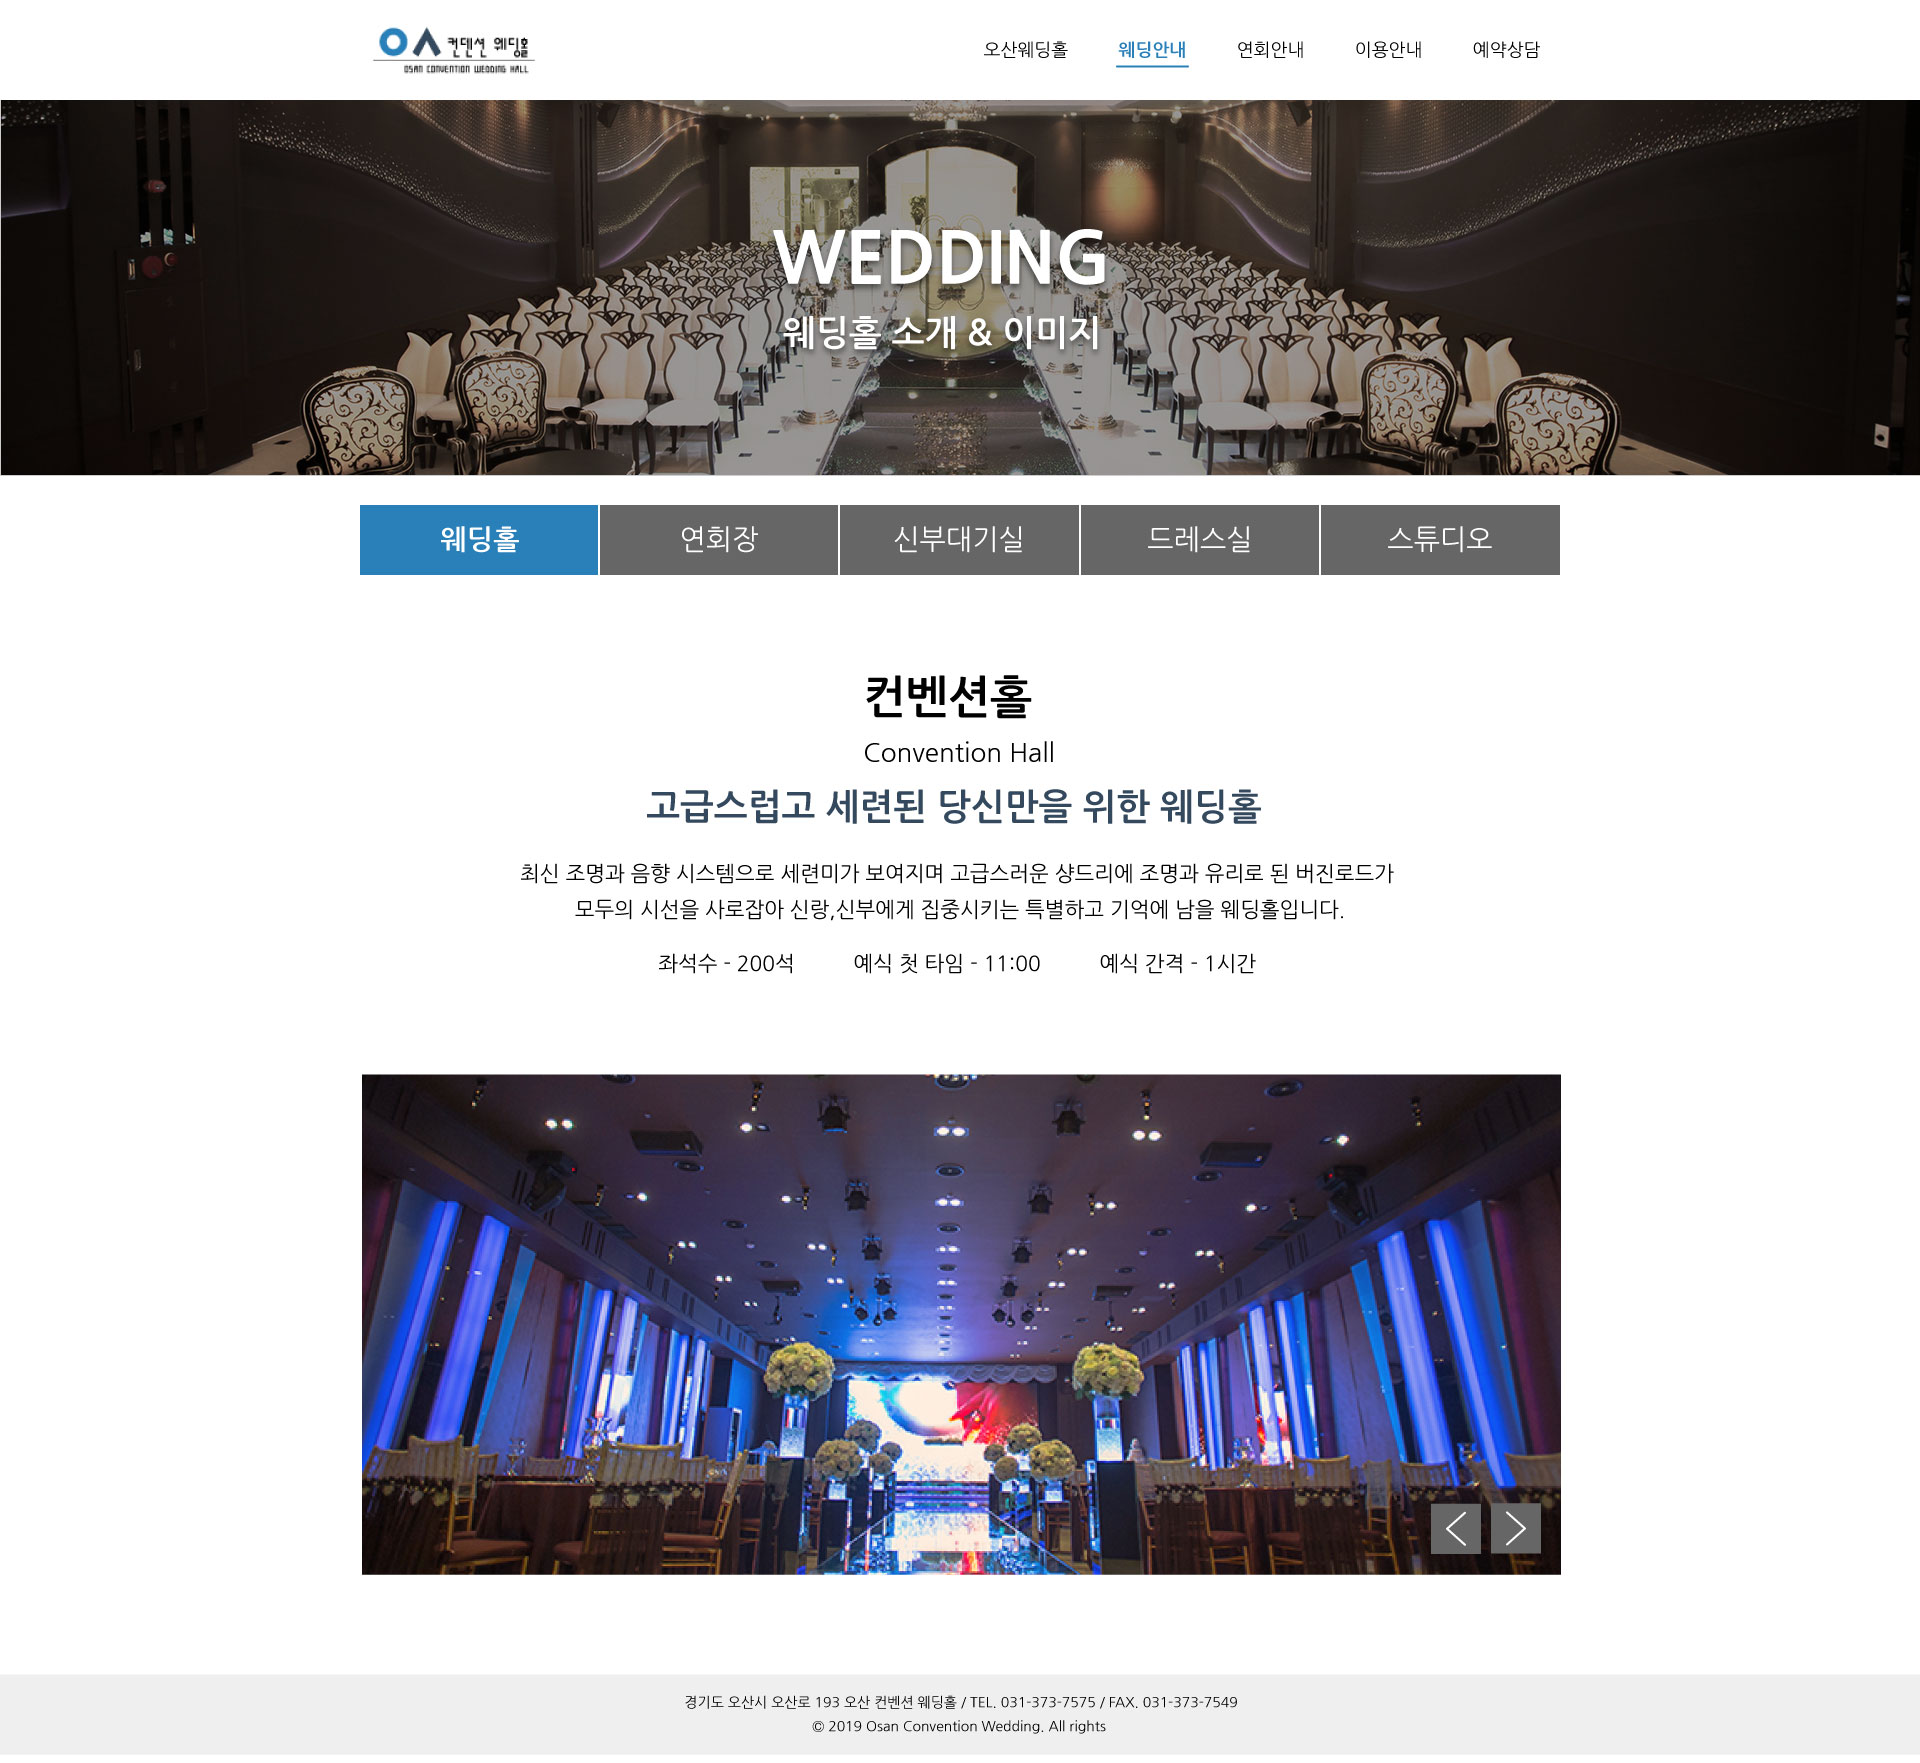 컨덴션 웨딩홀
OSAN CONVENTION WEDDING HALL
오산웨딩홀 웨딩안내 연회안내 이용안내 예약상담
WEDDING
웨딩홀 소개 & 이미지
웨딩홀 연회장 신부대기실 드레스실 스튜디오
컨벤션홀
Convention Hall
고급스럽고 세련된 당신만을 위한 웨딩홀
최신 조명과 음향 시스템으로 세련미가 보여지며 고급스러운 샹드리에 조명과 유리로 된 버진로드가
모두의 시선을 사로잡아 신랑,신부에게 집중시키는 특별하고 기억에 남을 웨딩홀입니다.
좌석수 - 200석 예식 첫 타임 - 11:00 예식 간격 - 1시간
경기도 오산시 오산로 193 오산 컨벤션 웨딩홀 / TEL. 031-373-7575 / FAX. 031-373-7549
© 2019 Osan Convention Wedding. All rights